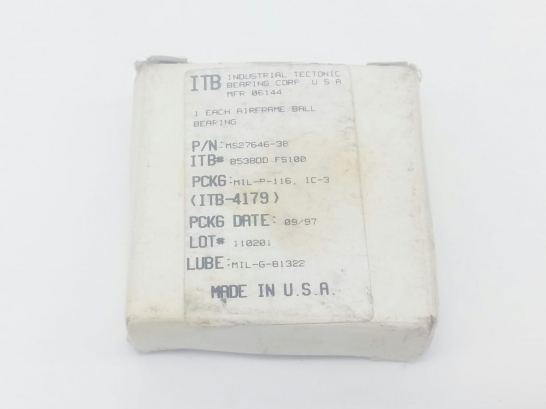 ITB INDUSTRIAL TECTONIC
BEARING CORP U S A
MFR 06144
1 EACH AIRFRAME BALL
BEARING
P/N: MS27646-38
ITB# B538DD FS100
PCKG: MIL-P-116, IC-3
(ITB-4179)
PCKG DATE: 09/97
LOT# 110201
LUBE: MIL-G-81322
MADE IN U.S.A.